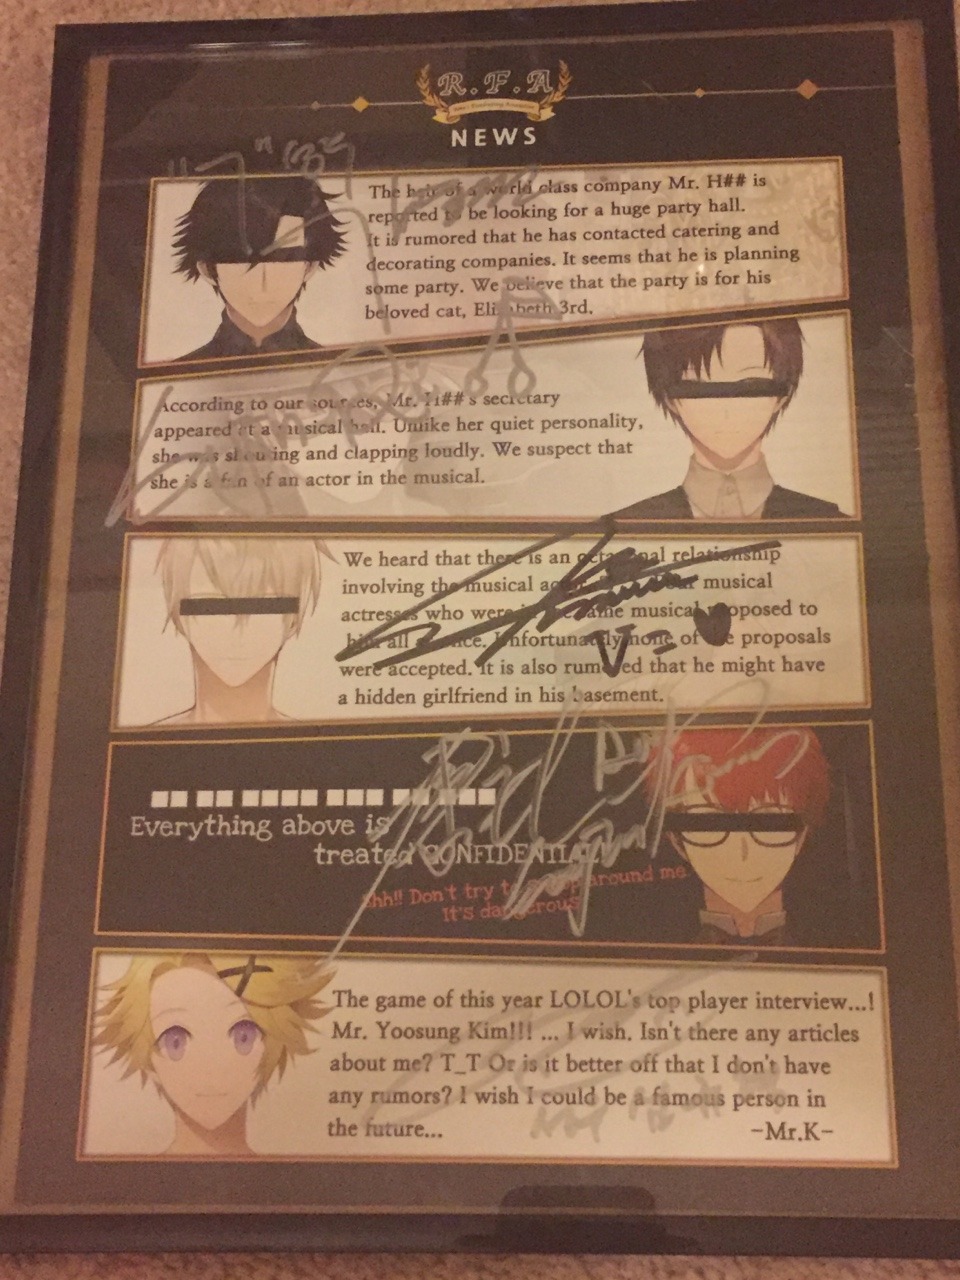 R.F.A
NEWS
The heir of a world class company Mr. H## is
reported to be looking for a huge party hall.
It is rumored that he has contacted catering and
decorating companies. It seems that he is planning
some party. We believe that the party is for his
beloved cat, Elizabeth 3rd.
According to our sources, Mr. H##'s secretary
appeared at a musical hall. Unlike her quiet personality,
she was shouting and clapping loudly. We suspect that
she is a fan of an actor in the musical.
We heard that there is an octagonal relationship
involving the musical musical
actresses who were same musical proposed to
him all once. Unfortunately none of the proposals
were accepted. It is also rumored that he might have
a hidden girlfriend in his basement.
Everything above is
treated CONFIDENTIAL
Shh!! Don't try to around me
It's dangerous
The game of this year LOLOL's top player interview...!
Mr. Yoosung Kim!!! ... I wish. Isn't there any articles
about me? T_T Or is it better off that I don't have
any rumors? I wish I could be a famous person in
the future...
-Mr.K-